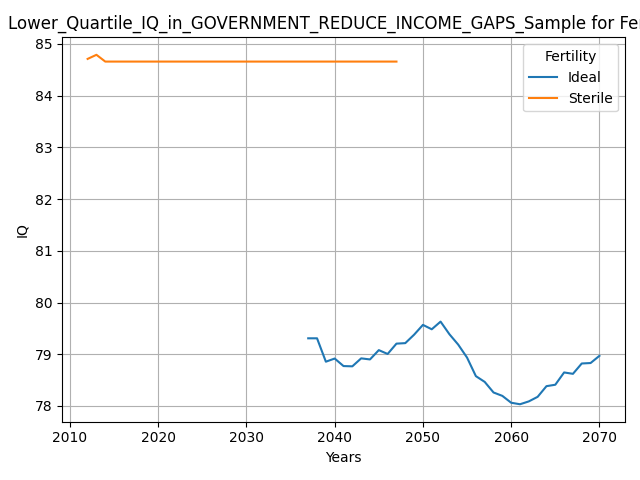 Lower_Quartile_IQ_in_GOVERNMENT_REDUCE_INCOME_GAPS_Sample for Fer
85
84
83
82
81
80
79
78
IQ
Fertility
Ideal
Sterile
2010 2020 2030 2040 2050 2060 2070
Years